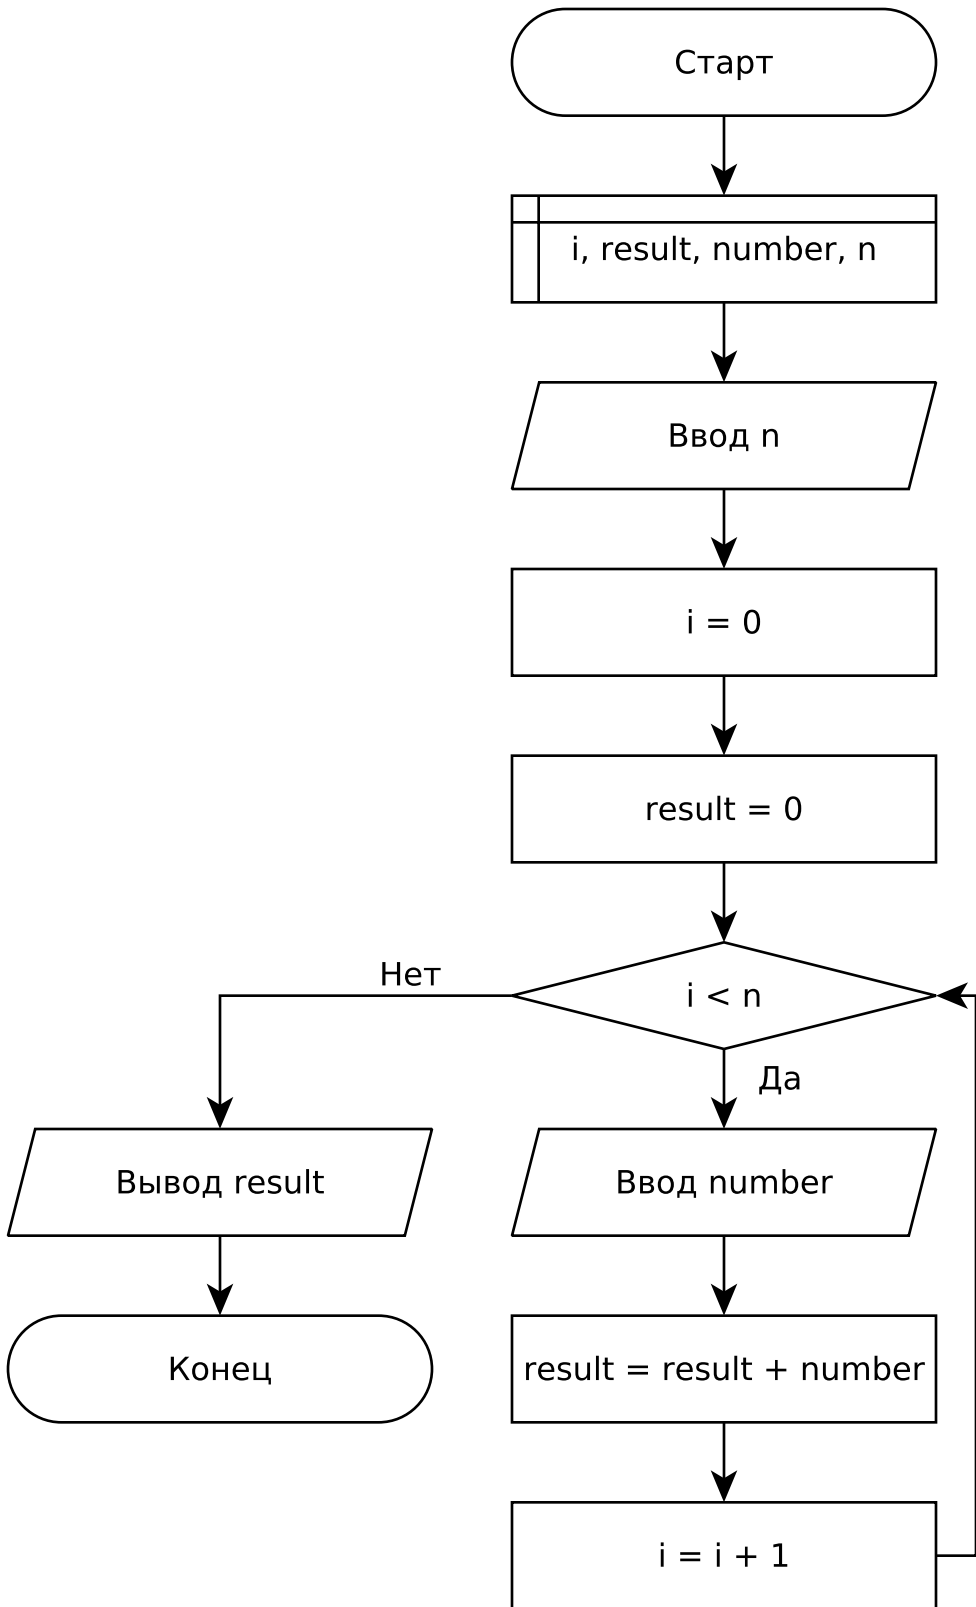 Старт
i, result, number, n
Ввод n
i = 0
result = 0
i < n
Нет
Да
Вывод result
Ввод number
Конец
result = result + number
i = i + 1